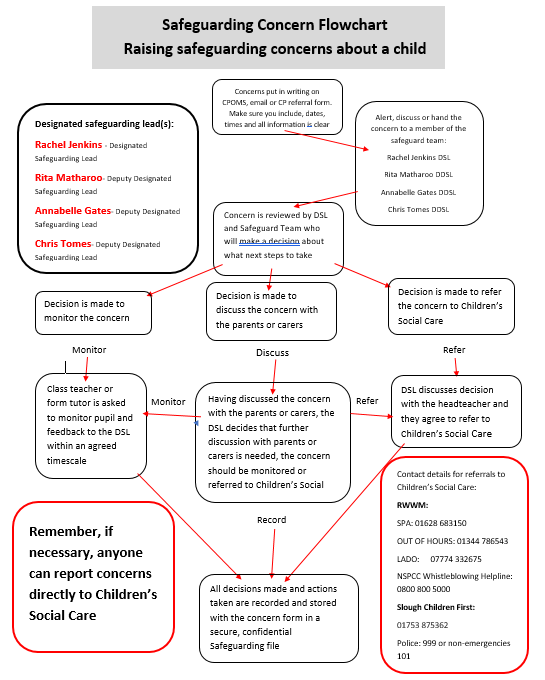 Safeguarding Concern Flowchart
Raising safeguarding concerns about a child
Concerns put in writing on
CPOMS, email or CP referral form.
Make sure you include, dates,
times and all information is clear
Designated safeguarding lead(s):
Rachel Jenkins - Designated
Safeguarding Lead
Rita Matharoo- Deputy Designated
Safeguarding Lead
Annabelle Gates- Deputy Designated
Safeguarding Lead
Chris Tomes- Deputy Designated
Safeguarding Lead
Alert, discuss or hand the
concern to a member of the
safeguard team:
Rachel Jenkins DSL
Rita Matharoo DDSL
Annabelle Gates DDSL
Chris Tomes DDSL
Concern is reviewed by DSL
and Safeguard Team who
will make a decision about
what next steps to take
Decision is made to
monitor the concern
Decision is made to
discuss the concern with
the parents or carers
Decision is made to refer
the concern to Children's
Social Care
Monitor
Discuss
Refer
Class teacher or
form tutor is asked
to monitor pupil and
feedback to the DSL
within an agreed
timescale
Monitor
Having discussed the concern
with the parents or carers, the
DSL decides that further
discussion with parents or
carers is needed, the concern
should be monitored or
referred to Children's Social
Refer
DSL discusses decision
with the headteacher and
they agree to refer to
Children's Social Care
Record
Remember, if
necessary, anyone
can report concerns
directly to Children's
Social Care
All decisions made and actions
taken are recorded and stored
with the concern form in a
secure, confidential
Safeguarding file
Contact details for referrals to
Children's Social Care:
RWWM:
SPA: 01628 683150
OUT OF HOURS: 01344 786543
LADO: 07774 332675
NSPCC Whistleblowing Helpline:
0800 800 5000
Slough Children First:
01753 875362
Police: 999 or non-emergencies
101